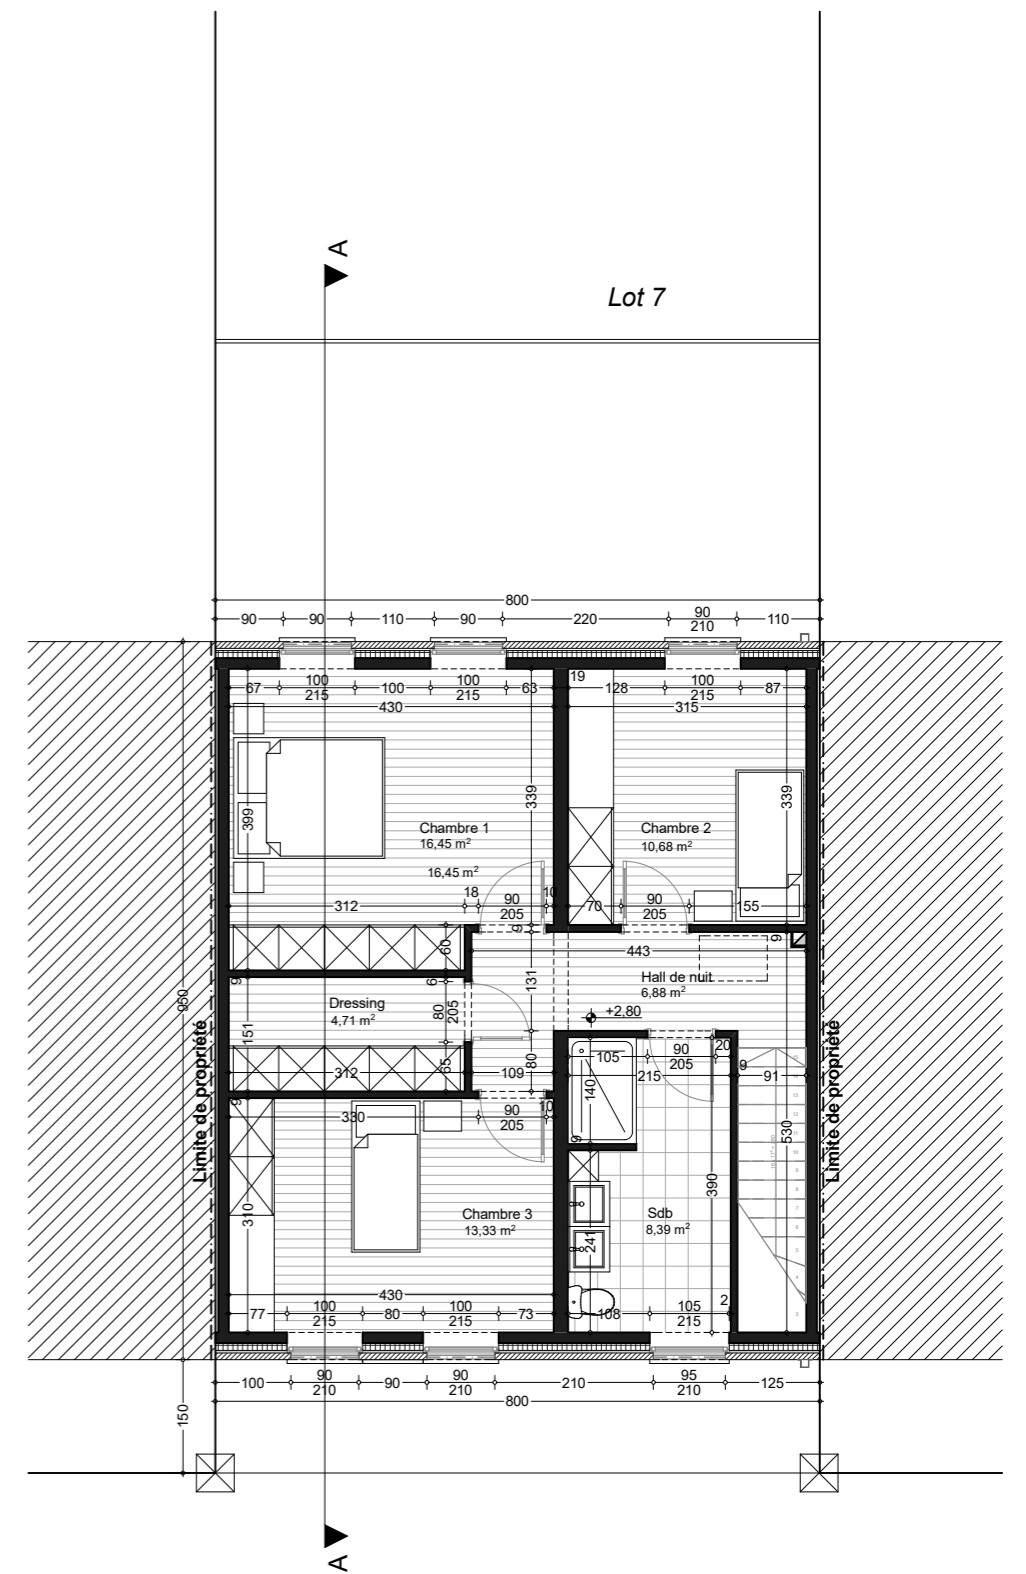 A
Lot 7
800
90 90 110 90 220 90 110
210
19
67 100 100 100 63 128 100 87
215 215 215
430 315
339 339
399
Chambre 1 Chambre 2
16,45 m² 10,68 m²
16,45 m²
18 10
312 90 70 90 155
205 205
9
60 443 9
Hall de nuit
6,88 m²
9 6 131
Dressing
4,71 m²
80
205
+2,80
950
151
Limite de propriété
Limite de propriété
105 90 20
205
65 80 9
312 109 215 91
140
9 10
330 90
205
530
9
390
310
Chambre 3 Sdb
13,33 m² 8,39 m²
241
430
77 100 80 100 73 108 105 2
215 215 215
100 90 90 90 210 95 125
210 210 210
800
150
A